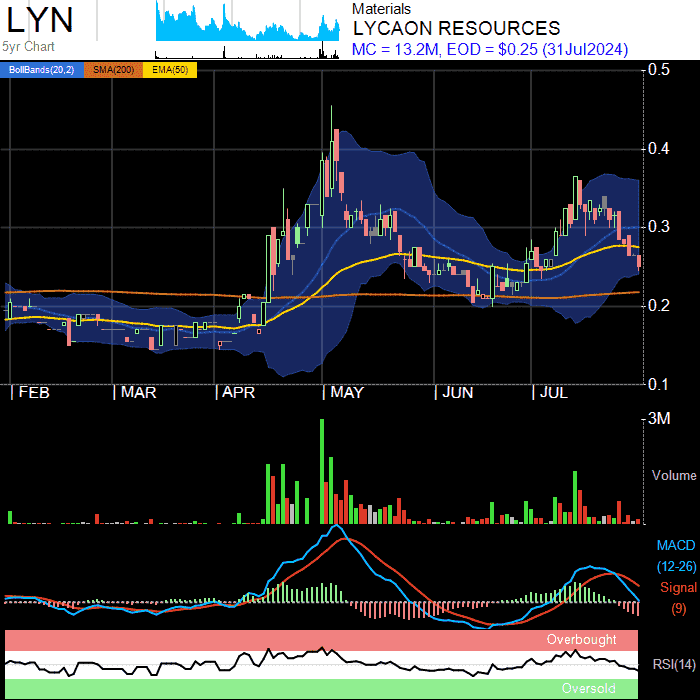 LYN
5yr Chart
Materials
LYCAON RESOURCES
MC = 13.2M, EOD = $0.25 (31Jul2024)
BollBands(20,2) SMA(200) EMA(50)
0.5
0.4
0.3
0.2
0.1
FEB MAR APR MAY JUN JUL
3M
Volume
MACD
(12-26)
Signal
(9)
Overbought
RSI(14)
Oversold